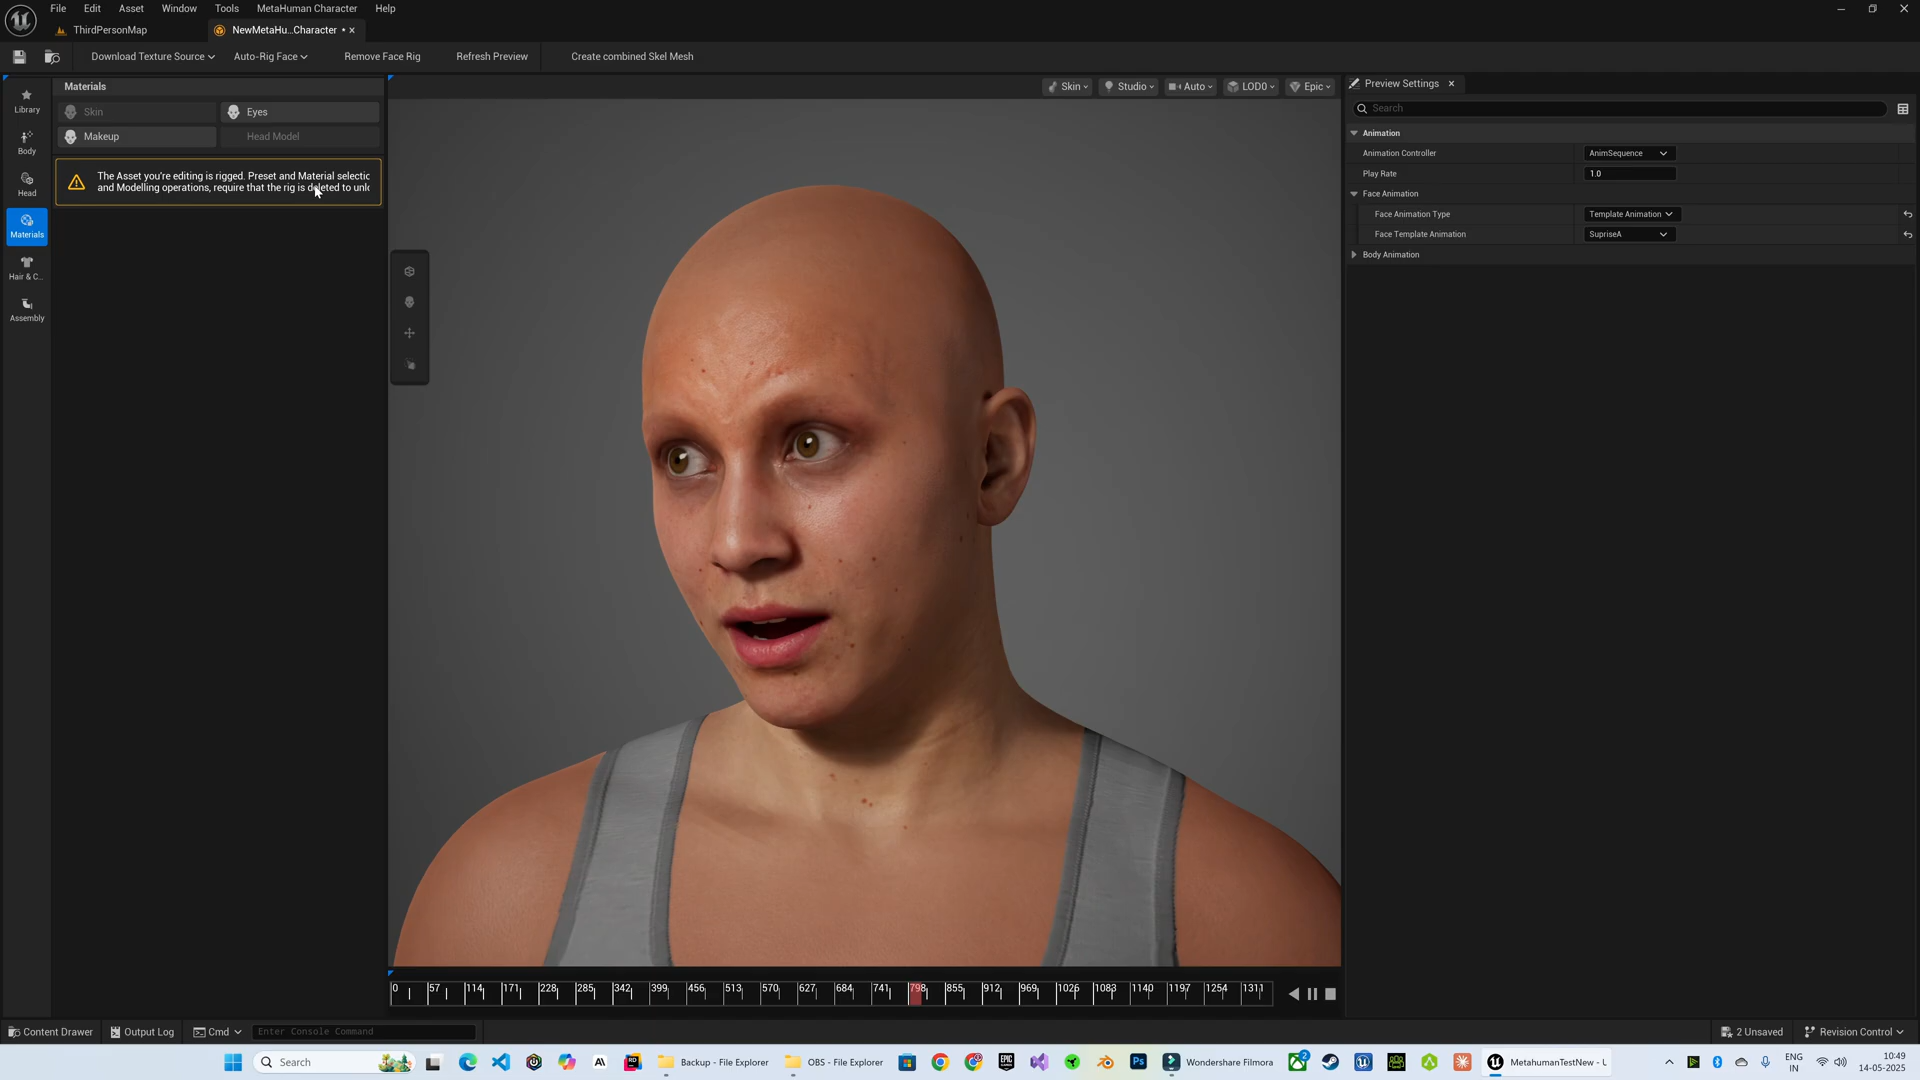 File Edit Asset Window Tools MetaHuman Character Help
ThirdPersonMap NewMetaHu...Character •
Download Texture Source Auto-Rig Face Remove Face Rig Refresh Preview Create combined Skel Mesh
Library
Body
Head
Materials
Hair & C...
Assembly
Materials
Skin Eyes
Makeup Head Model
The Asset you're editing is rigged. Preset and Material selectio
and Modelling operations, require that the rig is deleted to unlo
Skin Studio Auto LOD0 Epic
0 57 114 171 228 285 342 399 456 513 570 627 684 741 798 855 912 969 1026 1083 1140 1197 1254 1311
Preview Settings
Search
Animation
Animation Controller AnimSequence
Play Rate 1.0
Face Animation
Face Animation Type Template Animation
Face Template Animation SupriseA
Body Animation
Content Drawer Output Log Cmd Enter Console Command 2 Unsaved Revision Control
Search Backup - File Explorer OBS - File Explorer Wondershare Filmora MetahumanTestNew - U
ENG
IN
10:49
14-05-2025